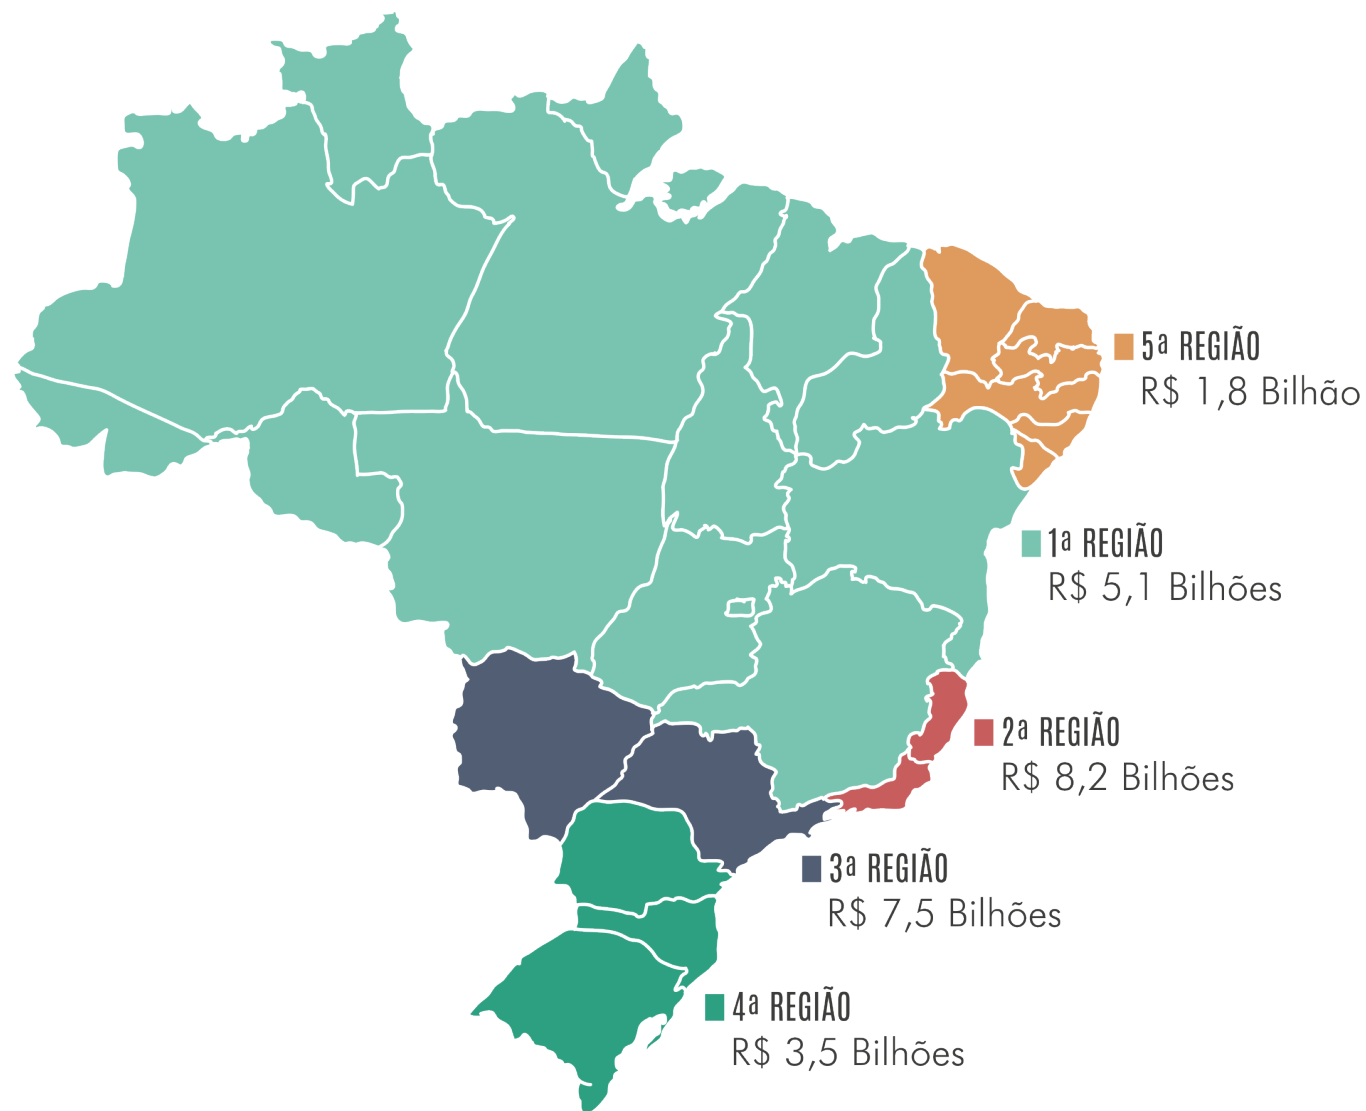 5ª REGIÃO
R$ 1,8 Bilhão
1ª REGIÃO
R$ 5,1 Bilhões
2ª REGIÃO
R$ 8,2 Bilhões
3ª REGIÃO
R$ 7,5 Bilhões
4ª REGIÃO
R$ 3,5 Bilhões